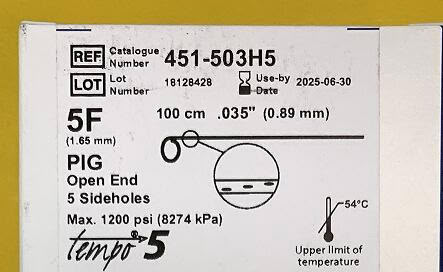 REF Catalogue Number 451-503H5
LOT Lot Number 18128428 Use-by Date 2025-06-30
5F 100 cm .035" (0.89 mm)
(1.65 mm)
PIG
Open End
5 Sideholes
Max. 1200 psi (8274 kPa)
54°C
tempo® 5
Upper limit of
temperature